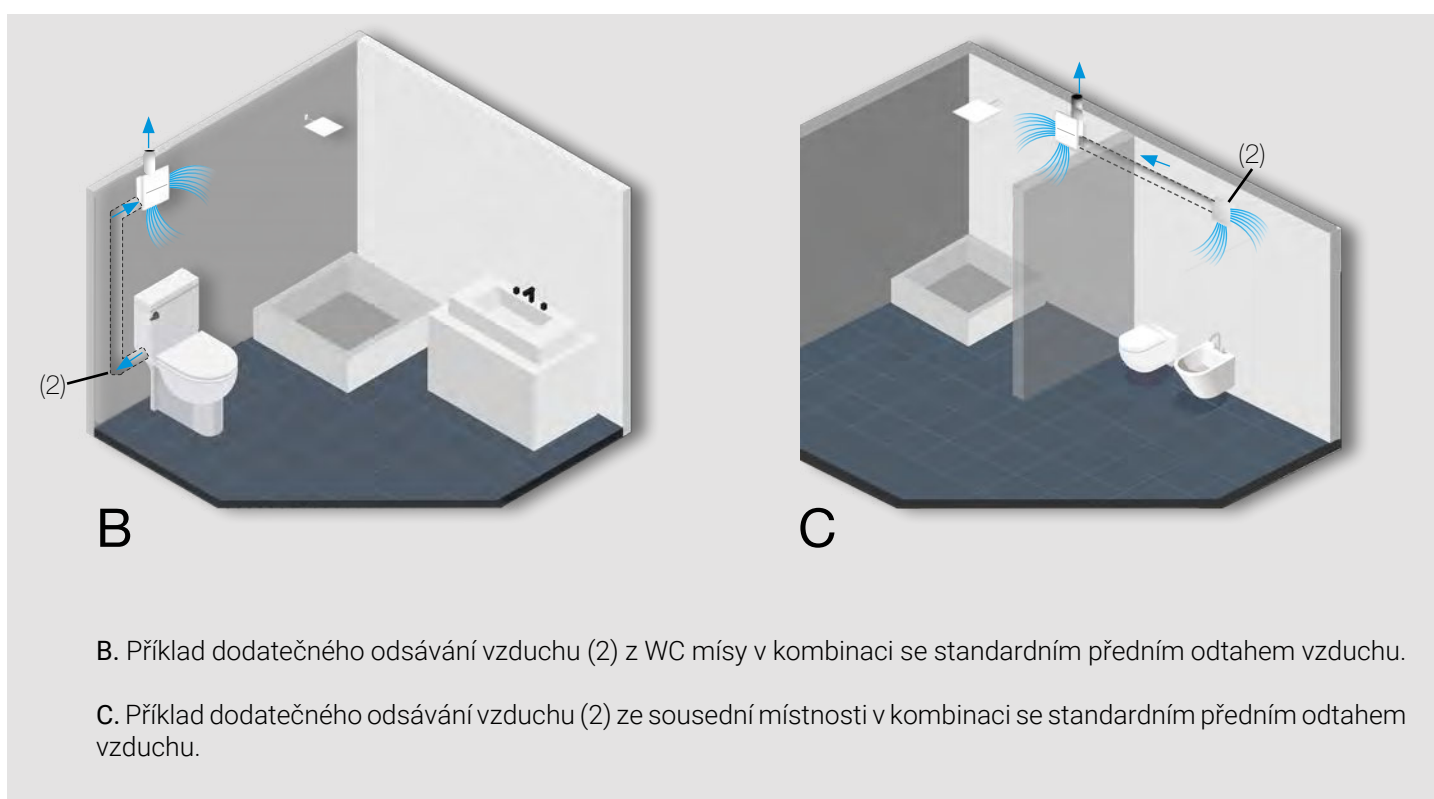 (2)
(2)
B
C
B. Příklad dodatečného odsávání vzduchu (2) z WC mísy v kombinaci se standardním předním odtahem vzduchu.
C. Příklad dodatečného odsávání vzduchu (2) ze sousední místnosti v kombinaci se standardním předním odtahem
vzduchu.